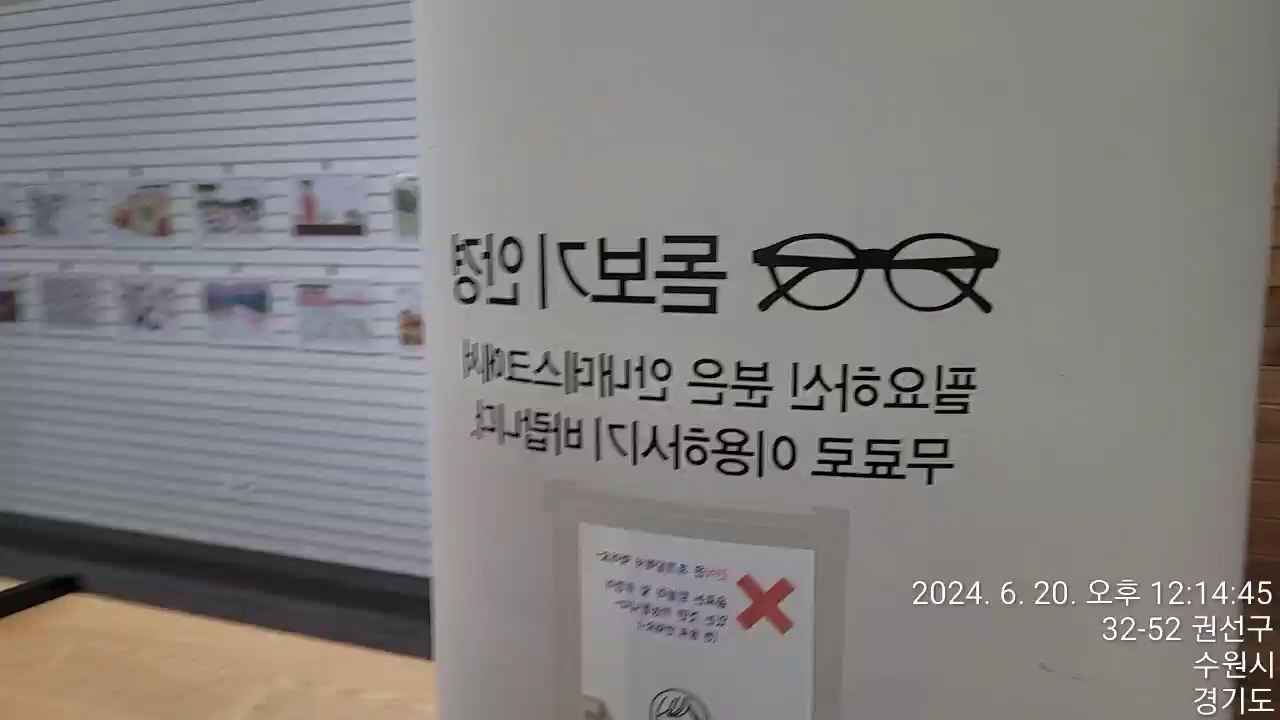 돋보기 안경
필요하신 분은 안내데스크에서
무료로 이용하시기 바랍니다.
2024. 6. 20. 오후 12:14:45
32-52 권선구
수원시
경기도